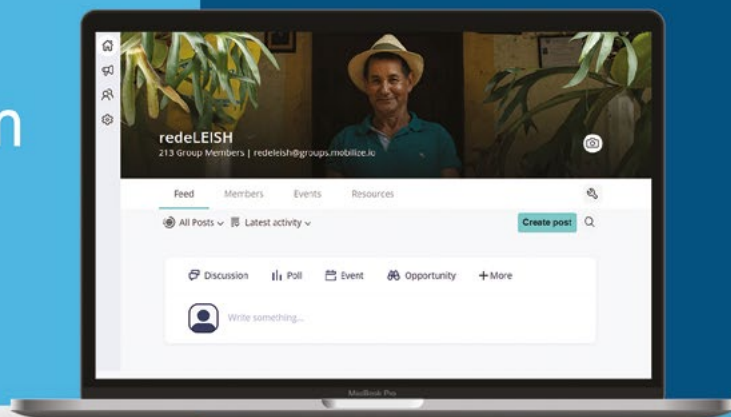 n
redeLEISH
213 Group Members | redeleish@groups.mobilize.io
Feed Members Events Resources
All Posts Latest activity Create post
Discussion Poll Event Opportunity +More
Write something...
MacBook Pro